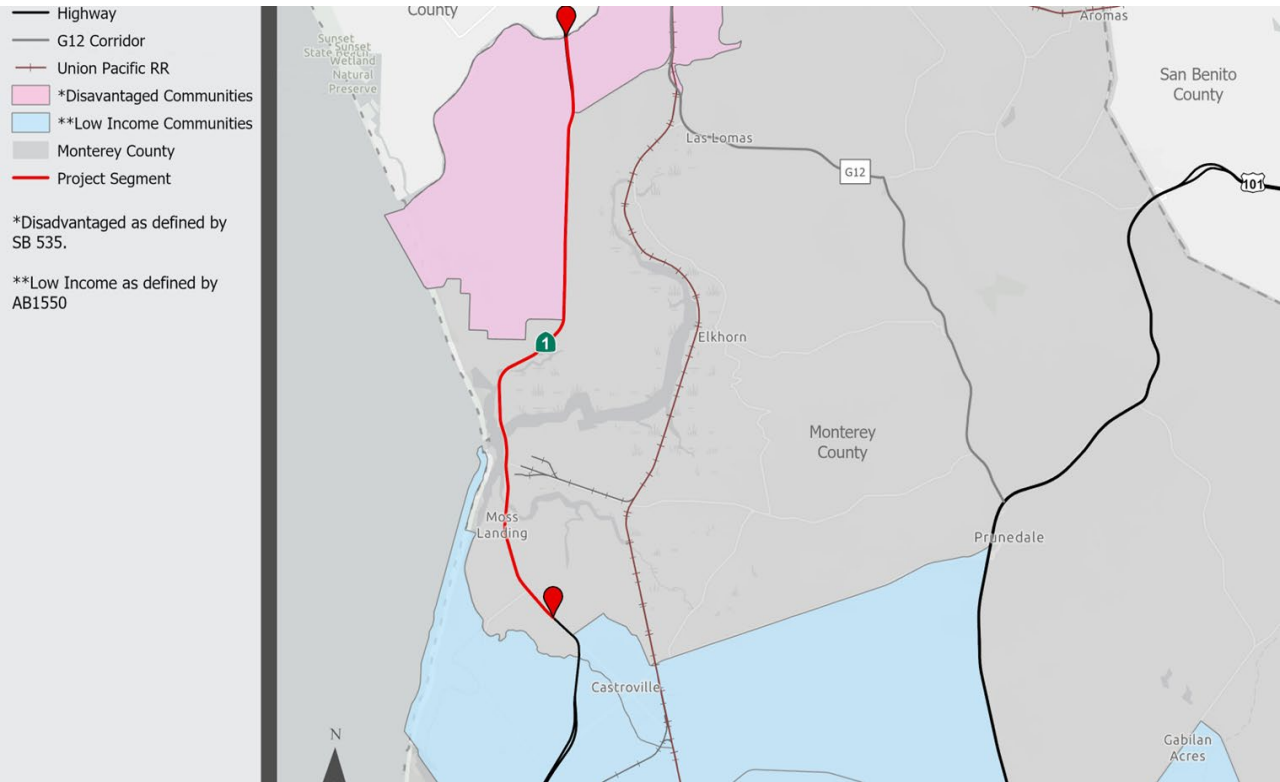 Highway
G12 Corridor
Union Pacific RR
*Disavantaged Communities
**Low Income Communities
Monterey County
Project Segment
*Disadvantaged as defined by
SB 535.
**Low Income as defined by
AB1550
County
Sunset
State Beach
Sunset
Wetland
Natural
Preserve
Aromas
San Benito
County
Las Lomas
G12
101
1
Elkhorn
Monterey
County
Moss
Landing
Prunedale
Castroville
Gabilan
Acres
N